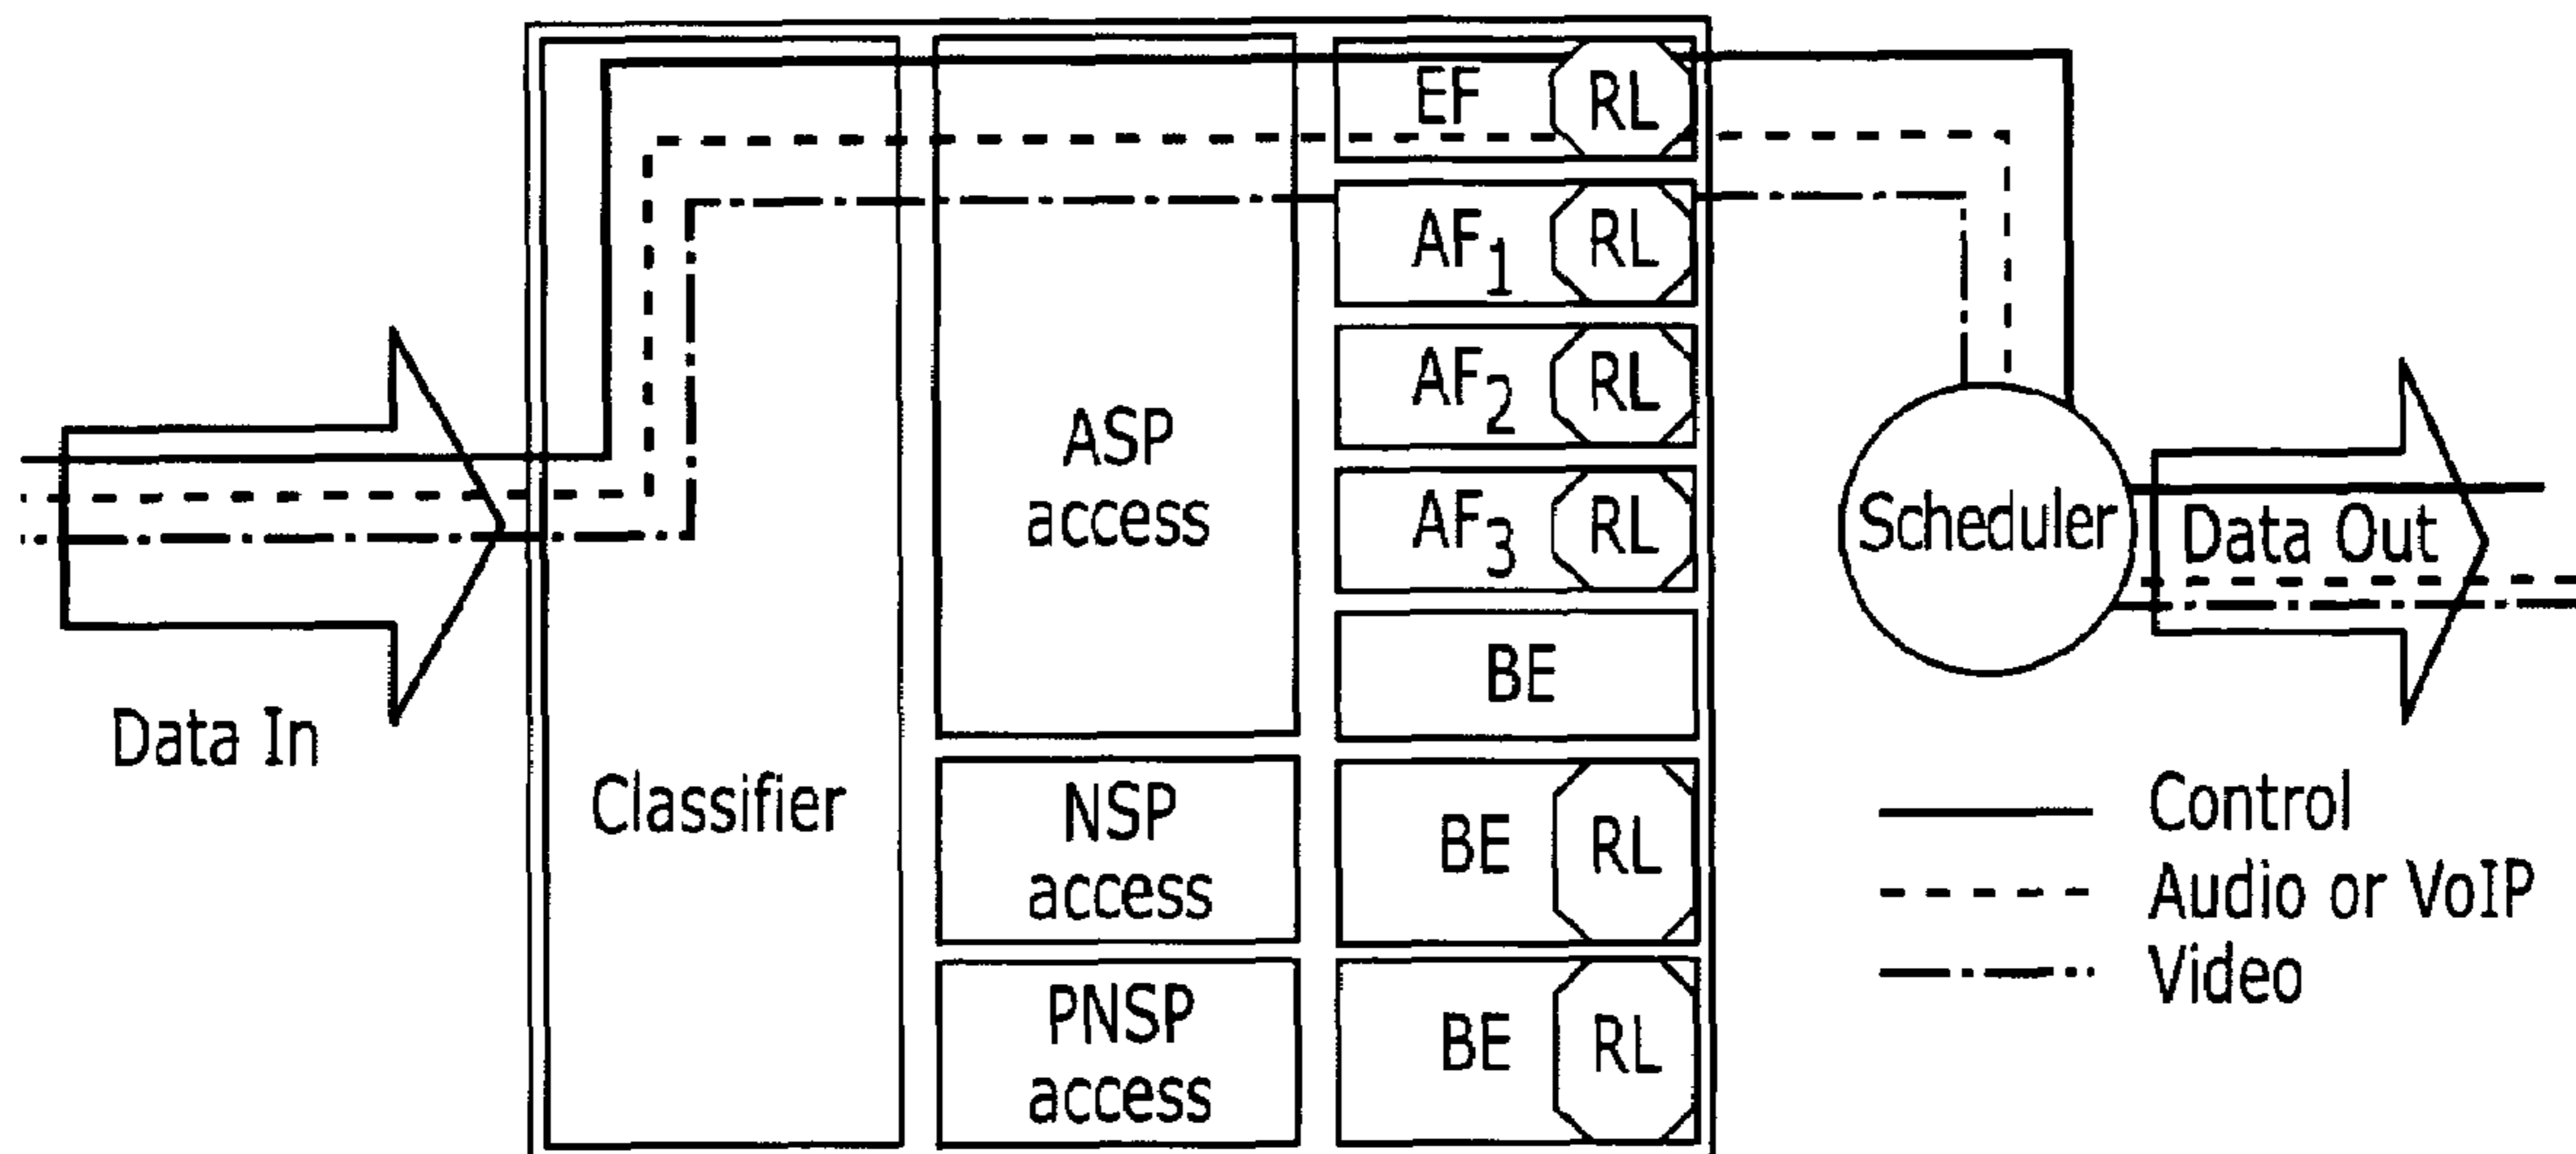 Data In
Classifier
ASP
access
NSP
access
PNSP
access
EF
RL
AF1
RL
AF2
RL
AF3
RL
BE
BE
RL
BE
RL
Scheduler
Data Out
Control
Audio or VoIP
Video